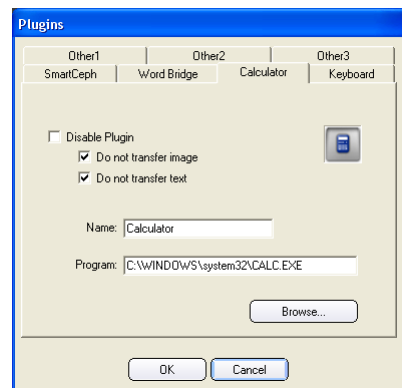 Plugins
Other1 Other2 Other3
SmartCeph Word Bridge Calculator Keyboard
Disable Plugin
Do not transfer image
Do not transfer text
Name: Calculator
Program: C:\WINDOWS\system32\CALC.EXE
Browse...
OK Cancel